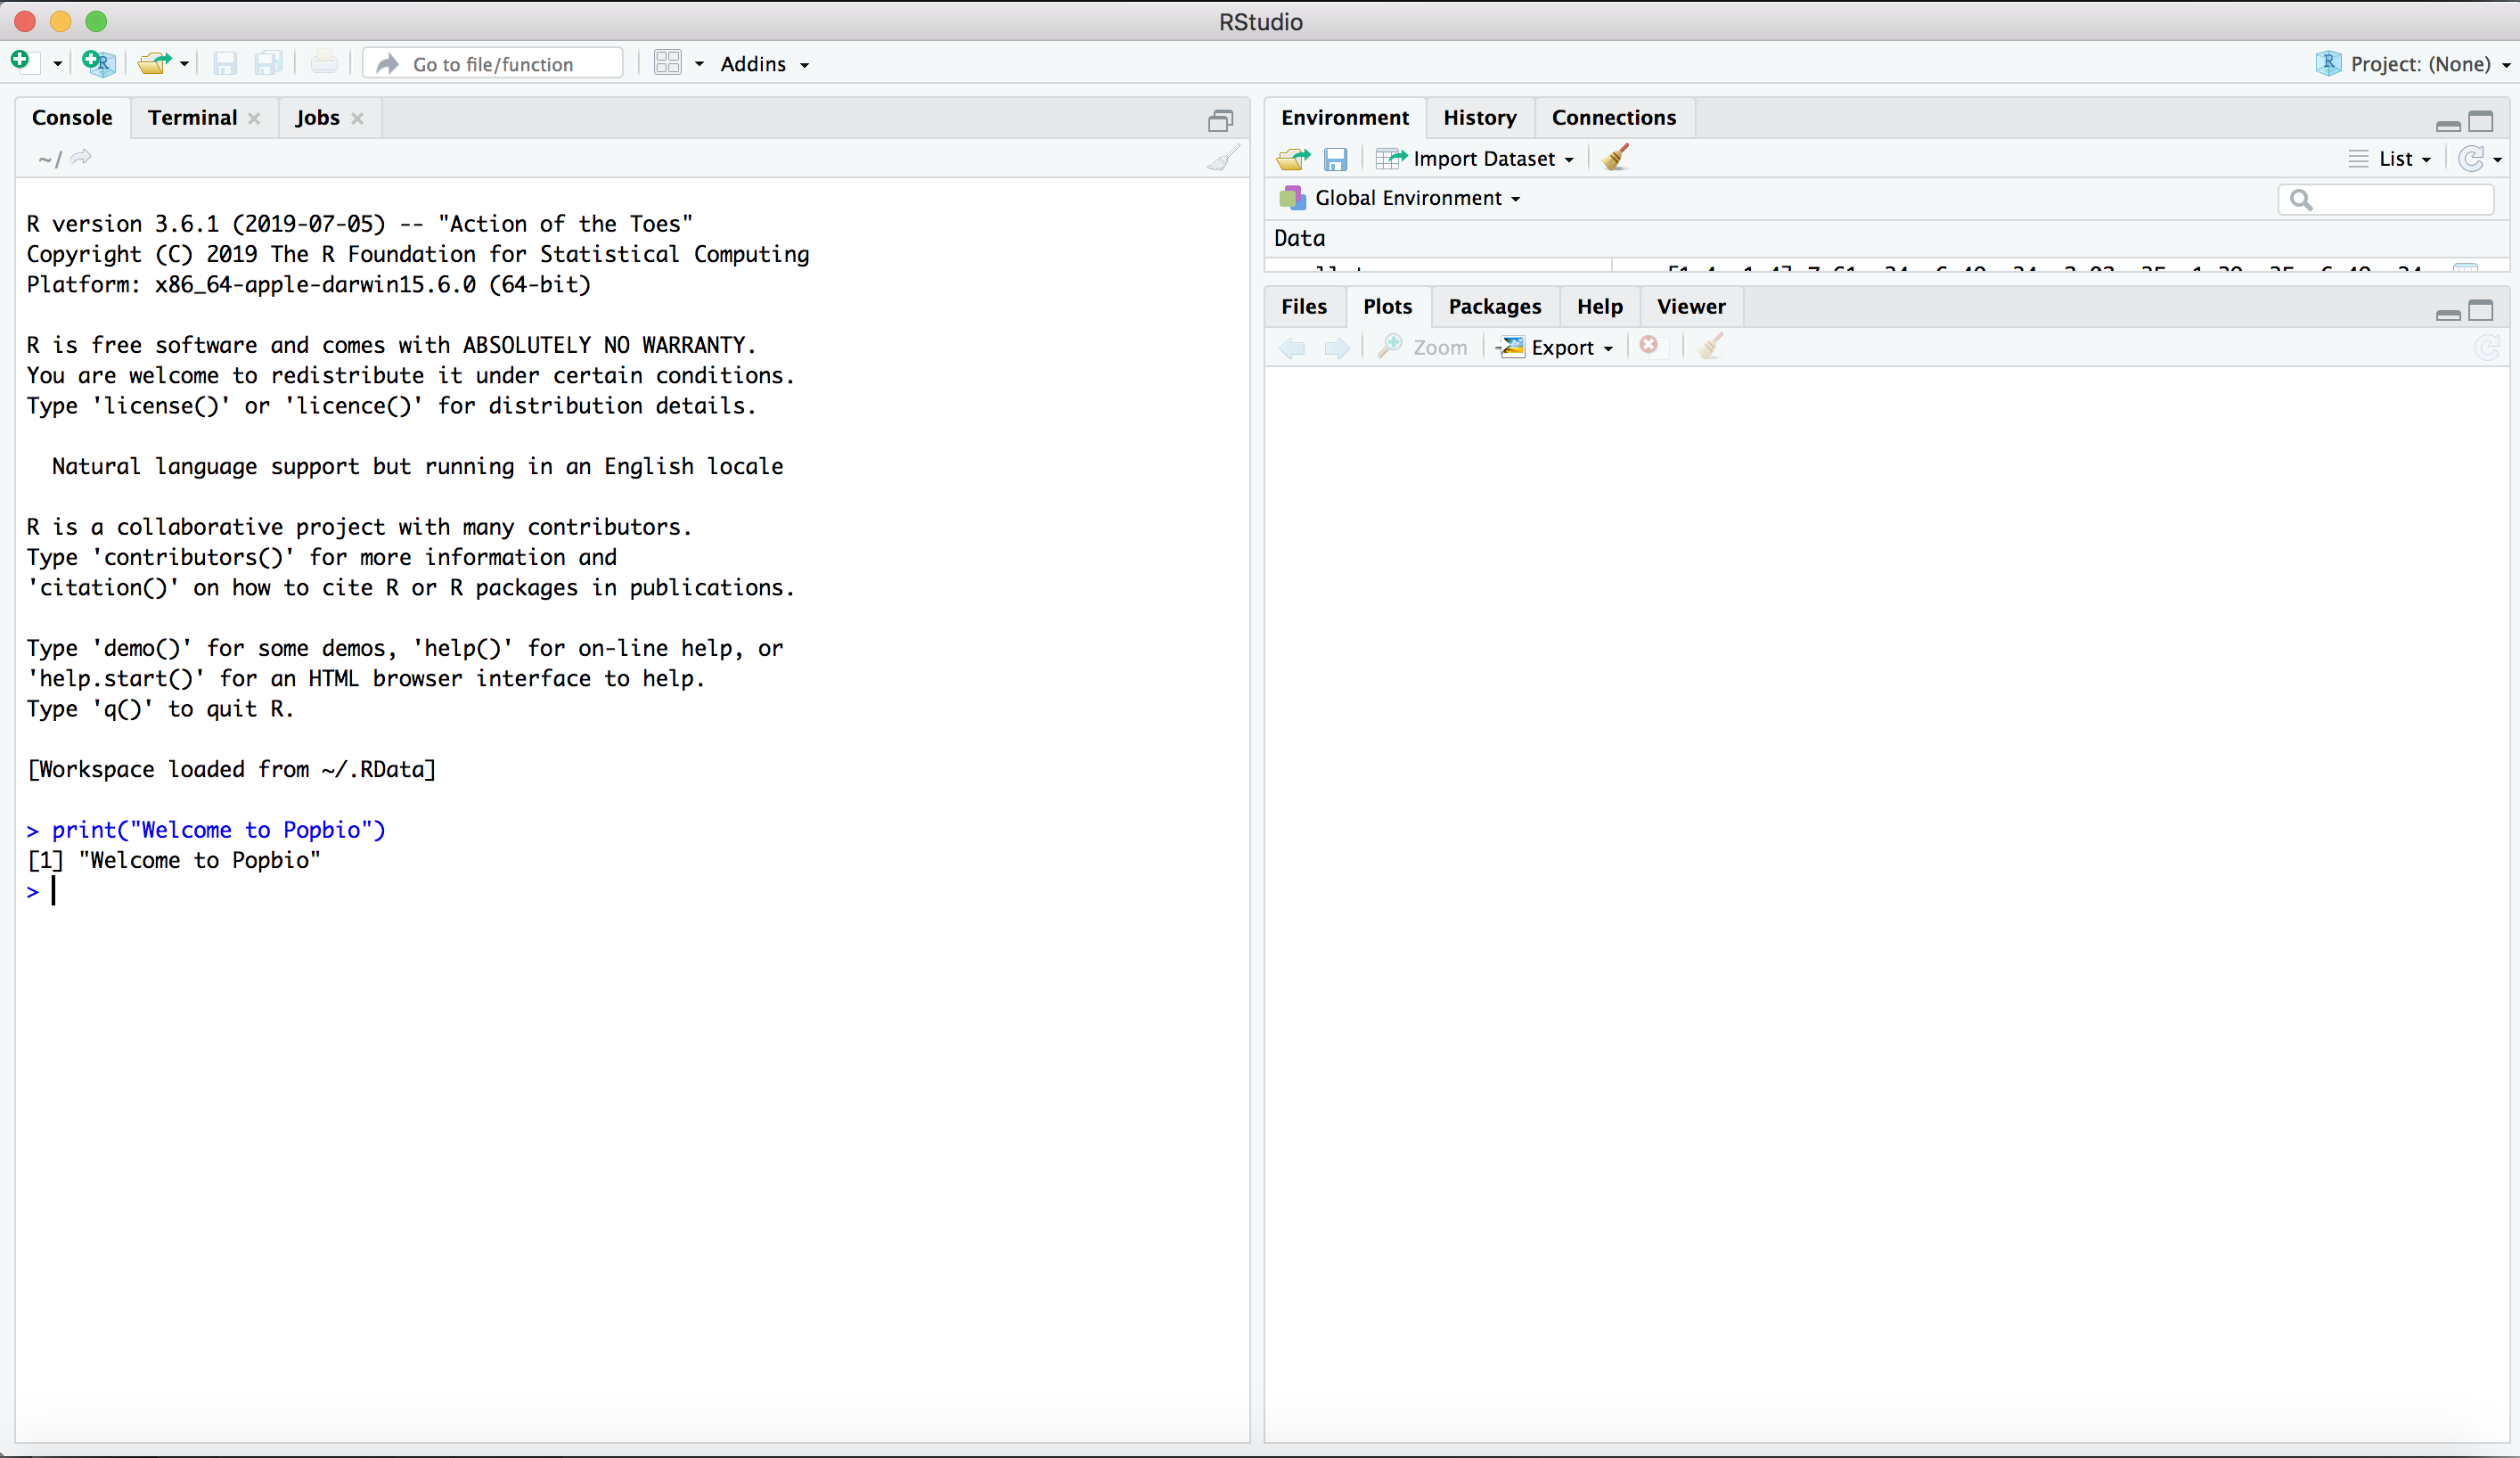 RStudio
Go to file/function
Addins
Project: (None)
Console
Terminal
Jobs
~/
R version 3.6.1 (2019-07-05) -- "Action of the Toes"
Copyright (C) 2019 The R Foundation for Statistical Computing
Platform: x86_64-apple-darwin15.6.0 (64-bit)
R is free software and comes with ABSOLUTELY NO WARRANTY.
You are welcome to redistribute it under certain conditions.
Type 'license()' or 'licence()' for distribution details.
Natural language support but running in an English locale
R is a collaborative project with many contributors.
Type 'contributors()' for more information and
'citation()' on how to cite R or R packages in publications.
Type 'demo()' for some demos, 'help()' for on-line help, or
'help.start()' for an HTML browser interface to help.
Type 'q()' to quit R.
[Workspace loaded from ~/.RData]
> print("Welcome to Popbio")
[1] "Welcome to Popbio"
>
Environment
History
Connections
Import Dataset
List
Global Environment
Data
Files
Plots
Packages
Help
Viewer
Zoom
Export